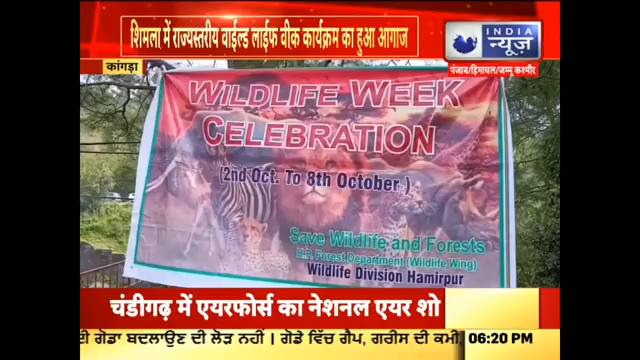 शिमला में राज्यस्तरीय वाईल्ड लाईफ वीक कार्यक्रम का हुआ आगाज
INDIA
न्यूज़
पंजाब/हिमाचल/जम्मू कश्मीर
कांगड़ा
WILDLIFE WEEK
CELEBRATION
(2nd Oct. To 8th October )
Save Wildlife and Forests
H.P. Forest Department (Wildlife Wing)
Wildlife Division Hamirpur
चंडीगढ़ में एयरफोर्स का नेशनल एयर शो
ਗੋਡਾ ਬਦਲਾਉਣ ਦੀ ਲੋੜ ਨਹੀਂ | ਗੋਡੇ ਵਿੱਚ ਗੈਪ, ਗਰੀਸ ਦੀ ਕਮੀ,
06:20 PM